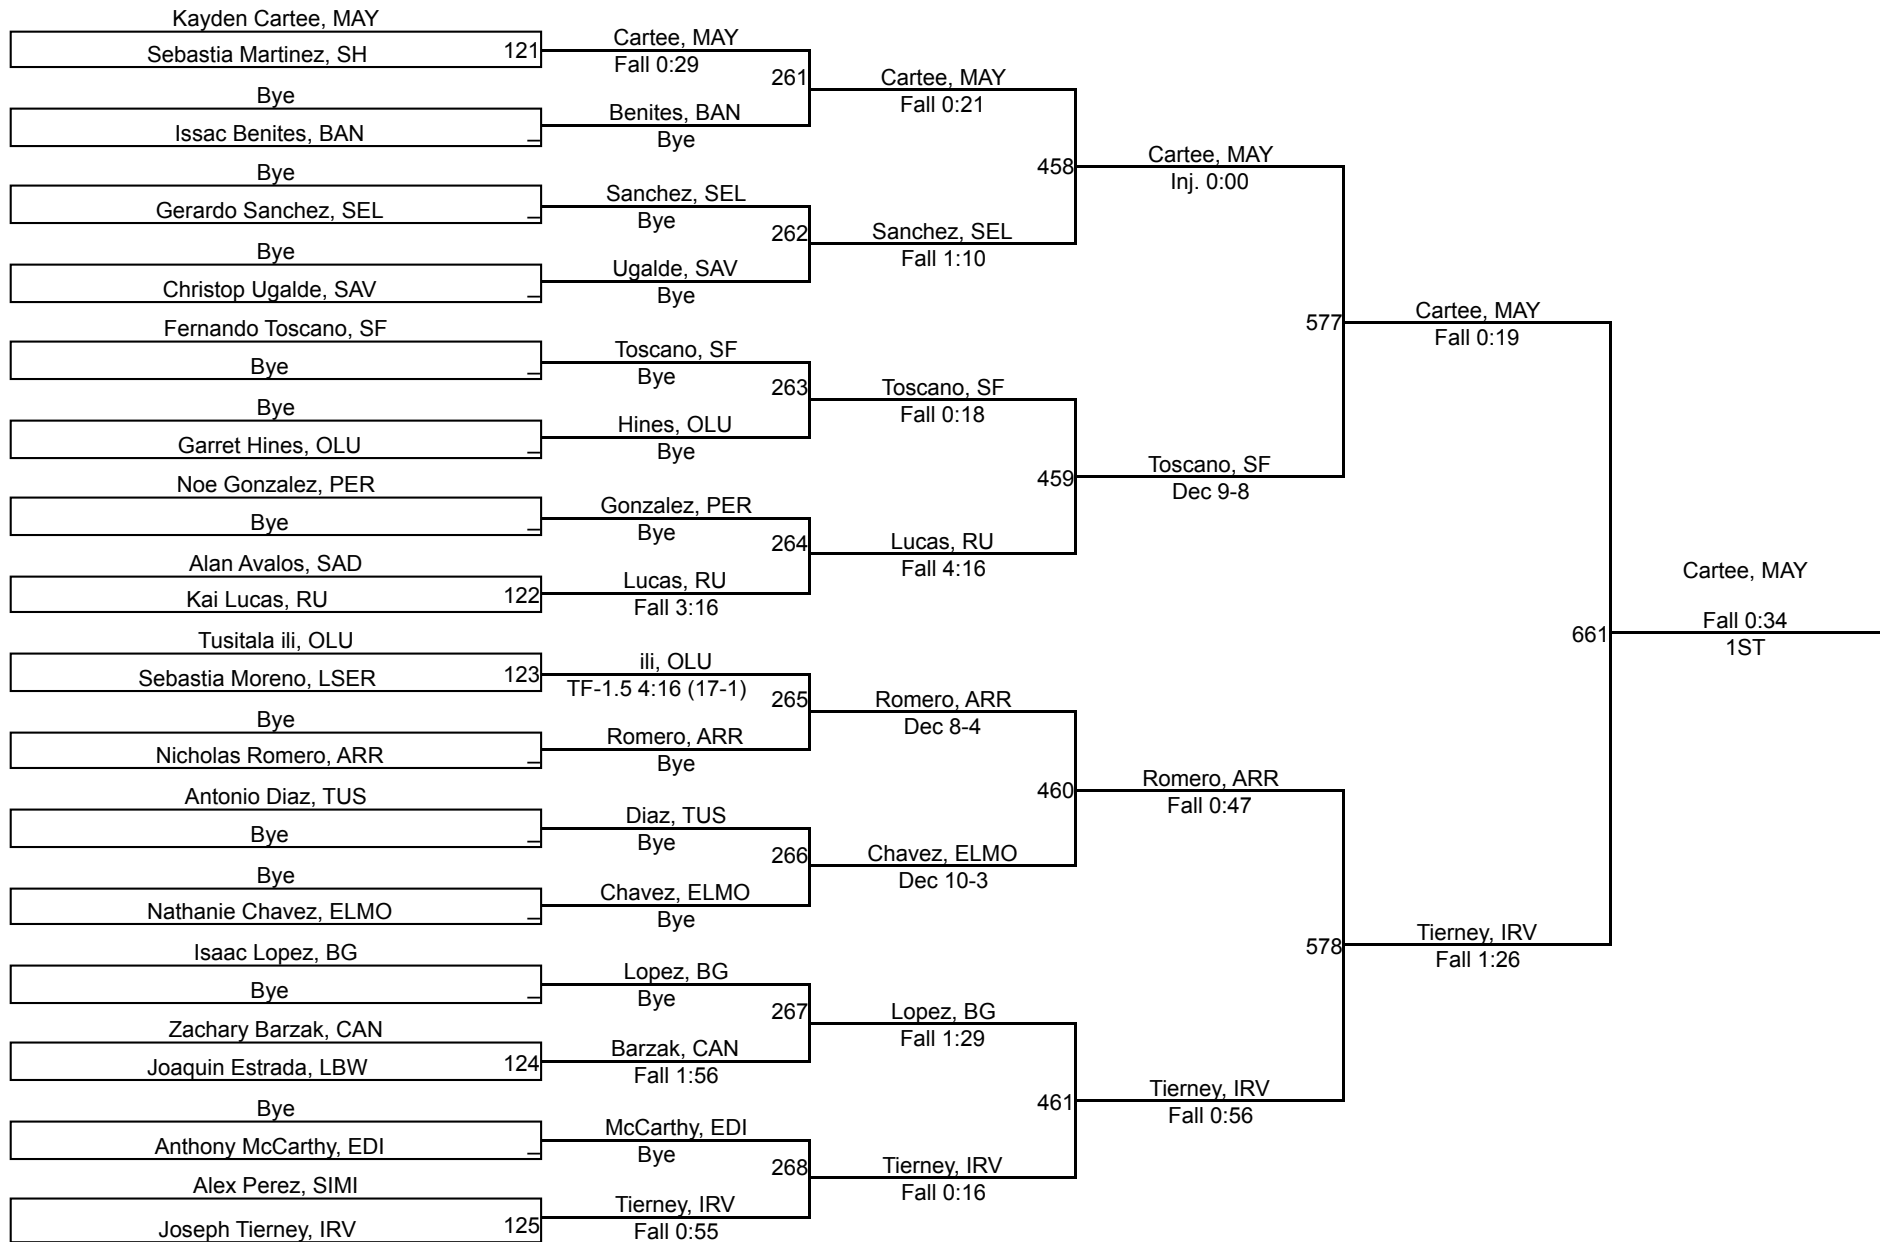 Kayden Cartee, MAY
Sebastia Martinez, SH 121
Bye
Issac Benites, BAN _
Bye
Gerardo Sanchez, SEL _
Bye
Christop Ugalde, SAV _
Fernando Toscano, SF
Bye _
Bye
Garret Hines, OLU _
Noe Gonzalez, PER
Bye _
Alan Avalos, SAD
Kai Lucas, RU 122
Tusitala ili, OLU
Sebastia Moreno, LSER 123
Bye
Nicholas Romero, ARR _
Antonio Diaz, TUS
Bye _
Bye
Nathanie Chavez, ELMO _
Isaac Lopez, BG
Bye _
Zachary Barzak, CAN
Joaquin Estrada, LBW 124
Bye
Anthony McCarthy, EDI _
Alex Perez, SIMI
Joseph Tierney, IRV 125
Cartee, MAY
Fall 0:29
261
Benites, BAN
Bye
Sanchez, SEL
Bye
262
Ugalde, SAV
Bye
Toscano, SF
Bye
263
Hines, OLU
Bye
Gonzalez, PER
Bye
264
Lucas, RU
Fall 3:16
ili, OLU
TF-1.5 4:16 (17-1)
265
Romero, ARR
Bye
Diaz, TUS
Bye
266
Chavez, ELMO
Bye
Lopez, BG
Bye
267
Barzak, CAN
Fall 1:56
McCarthy, EDI
Bye
268
Tierney, IRV
Fall 0:55
Cartee, MAY
Fall 0:21
458
Sanchez, SEL
Fall 1:10
Toscano, SF
Fall 0:18
459
Lucas, RU
Fall 4:16
Romero, ARR
Dec 8-4
460
Chavez, ELMO
Dec 10-3
Lopez, BG
Fall 1:29
461
Tierney, IRV
Fall 0:16
Cartee, MAY
Inj. 0:00
577
Toscano, SF
Dec 9-8
Romero, ARR
Fall 0:47
578
Tierney, IRV
Fall 0:56
Cartee, MAY
Fall 0:19
661
Tierney, IRV
Fall 1:26
Cartee, MAY
Fall 0:34
1ST